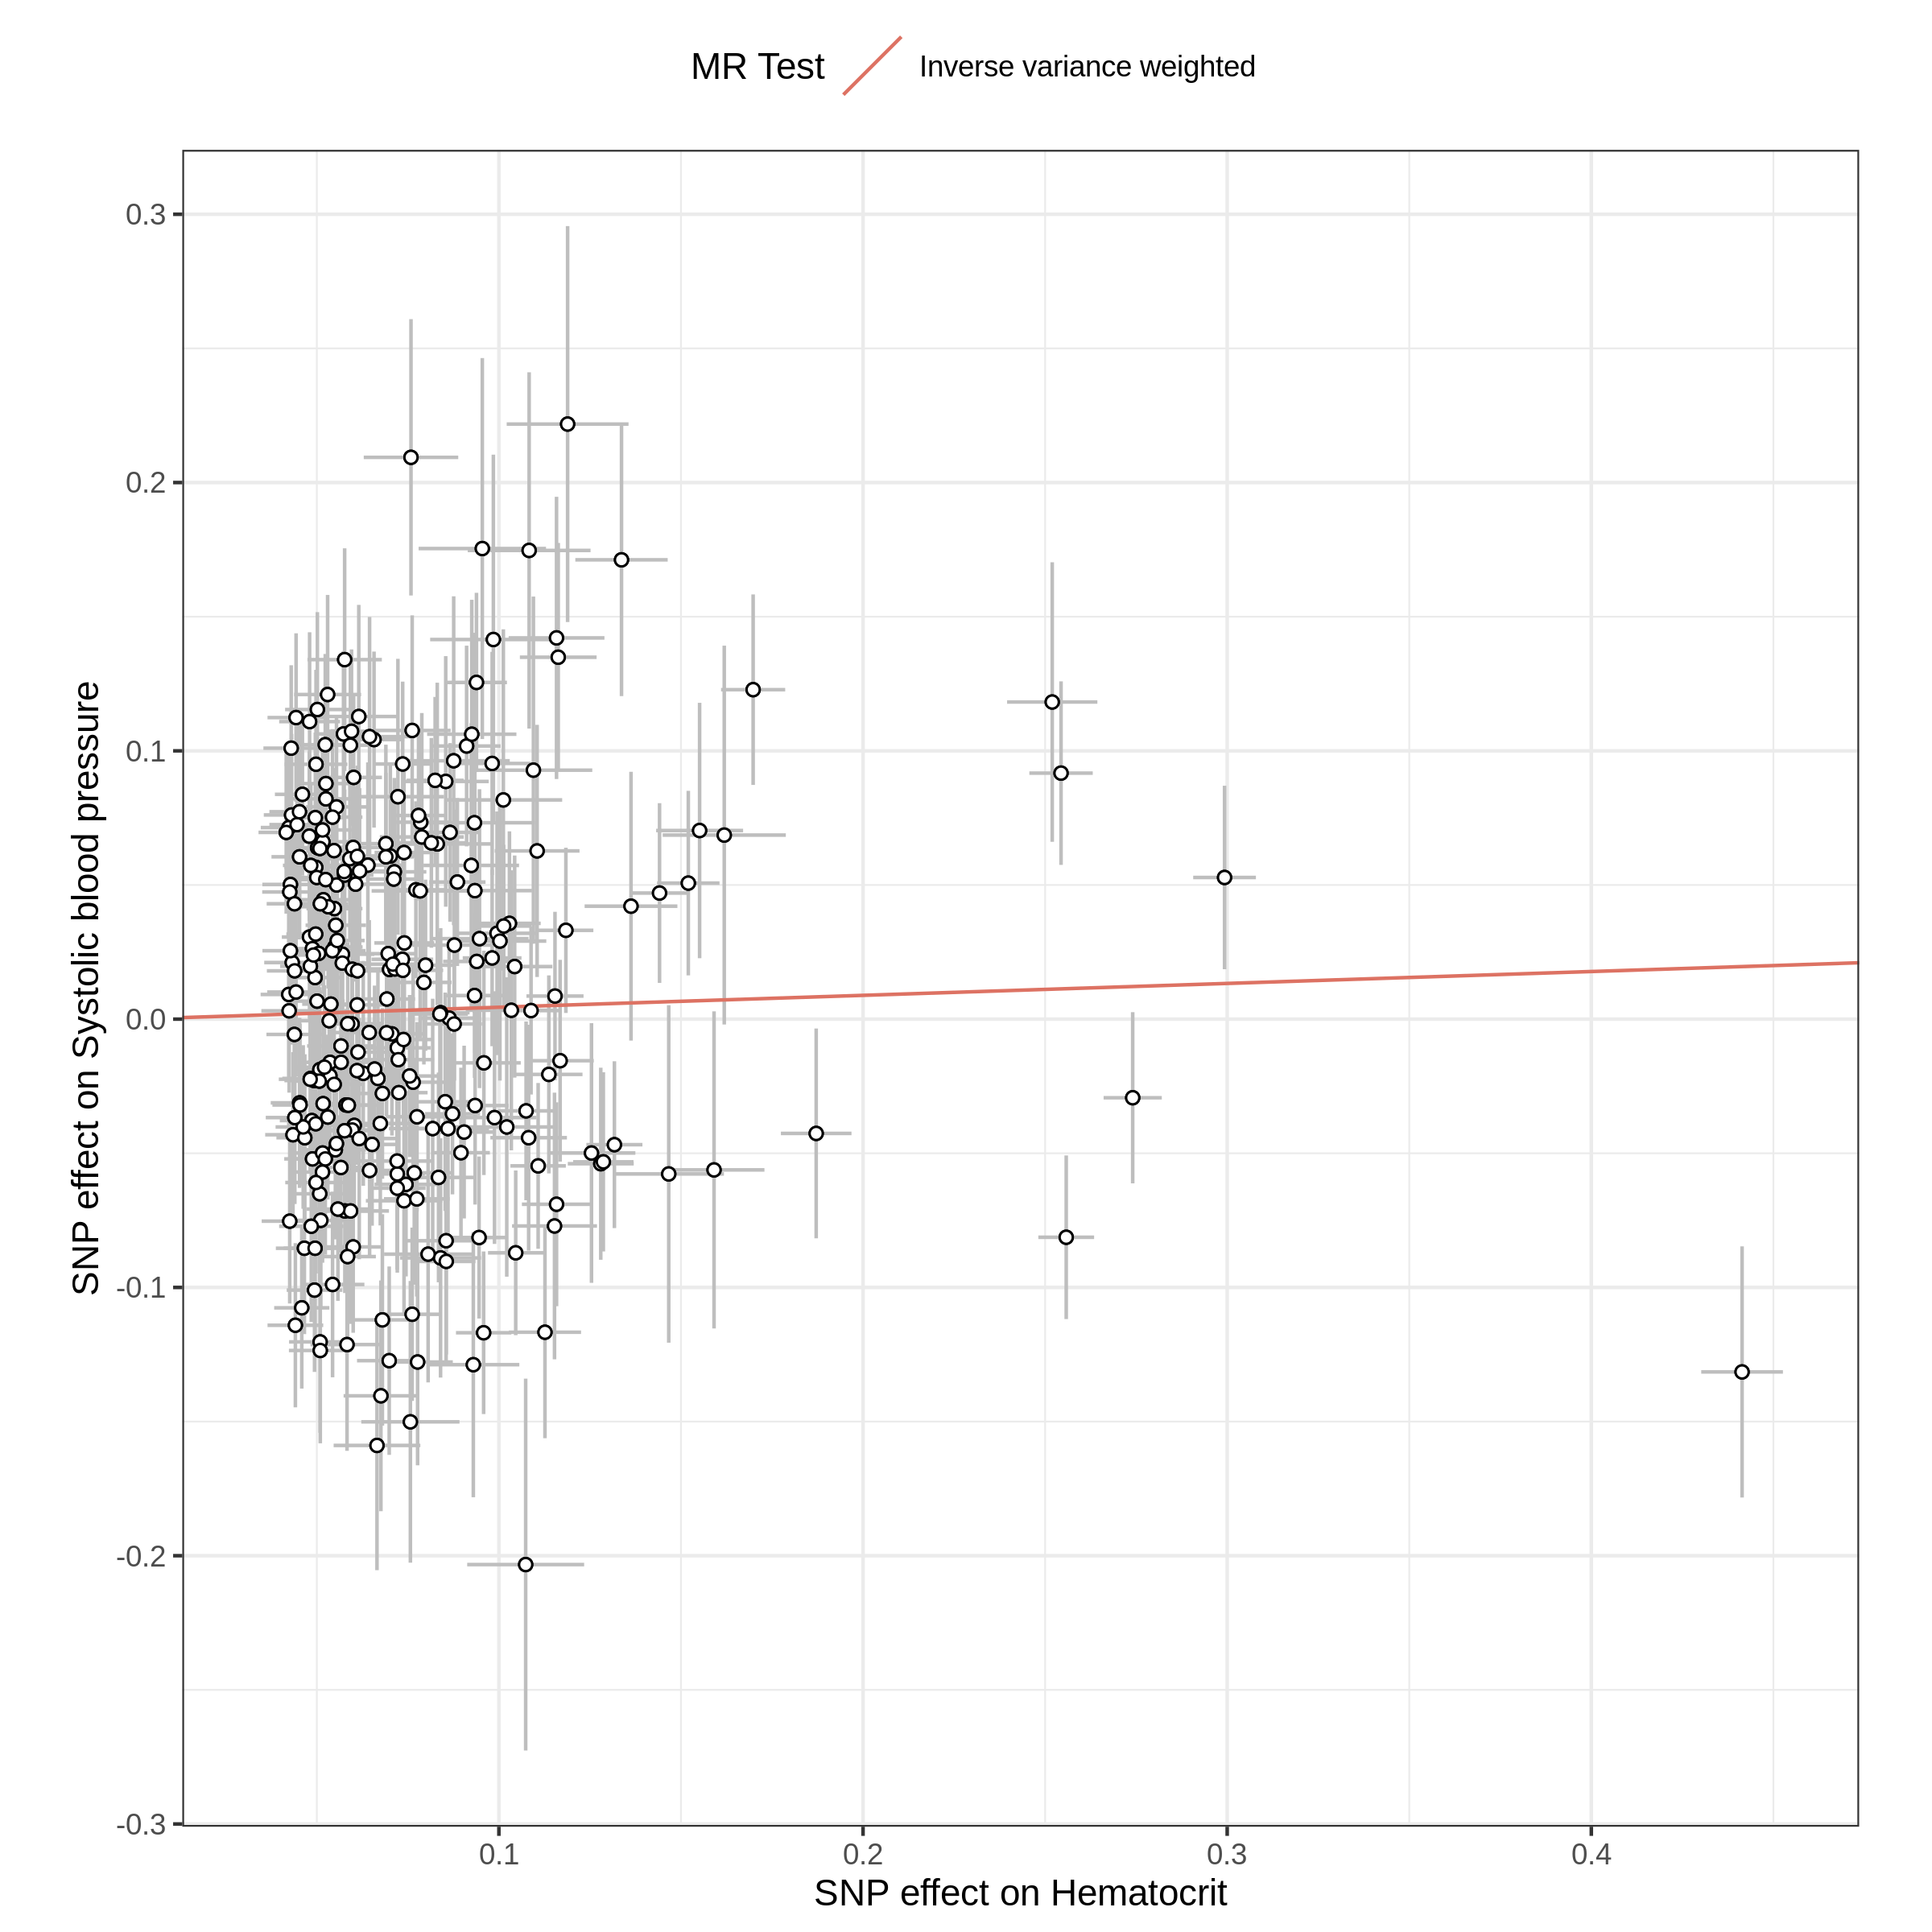 MR Test Inverse variance weighted
SNP effect on Systolic blood pressure
0.3
0.2
0.1
0.0
-0.1
-0.2
-0.3
0.1 0.2 0.3 0.4
SNP effect on Hematocrit